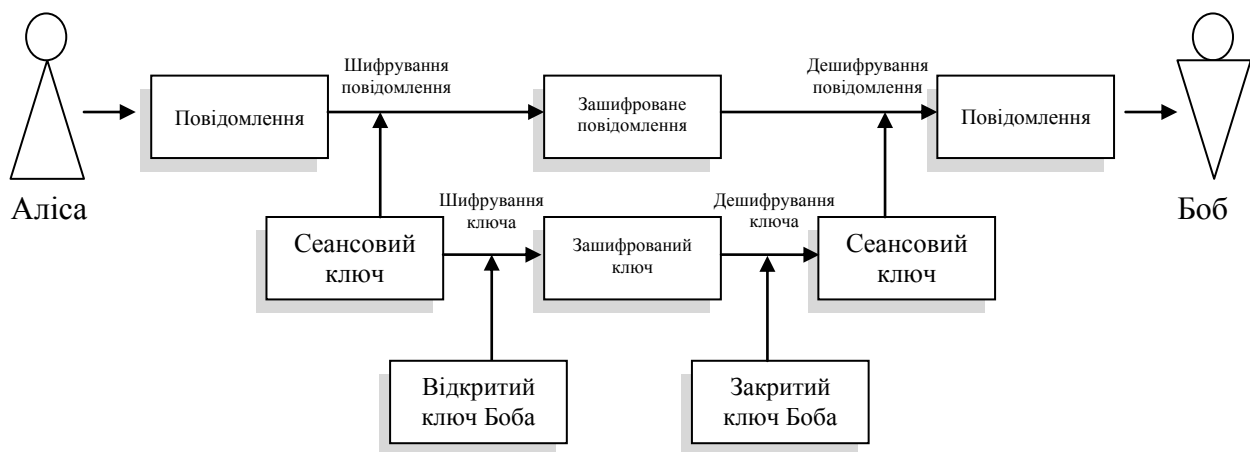 Шифрування
повідомлення
Дешифрування
повідомлення
Повідомлення
Зашифроване
повідомлення
Повідомлення
Аліса
Боб
Шифрування
ключа
Дешифрування
ключа
Сеансовий
ключ
Зашифрований
ключ
Сеансовий
ключ
Відкритий
ключ Боба
Закритий
ключ Боба